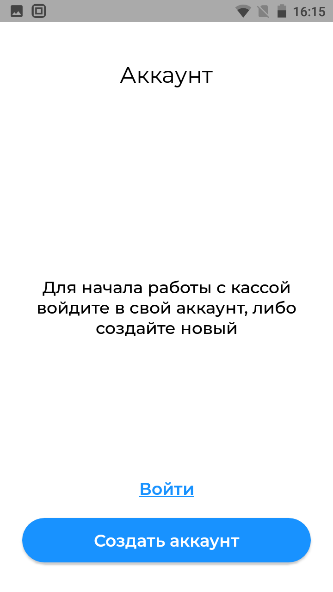 16:15
Аккаунт
Для начала работы с кассой
войдите в свой аккаунт, либо
создайте новый
Войти
Создать аккаунт